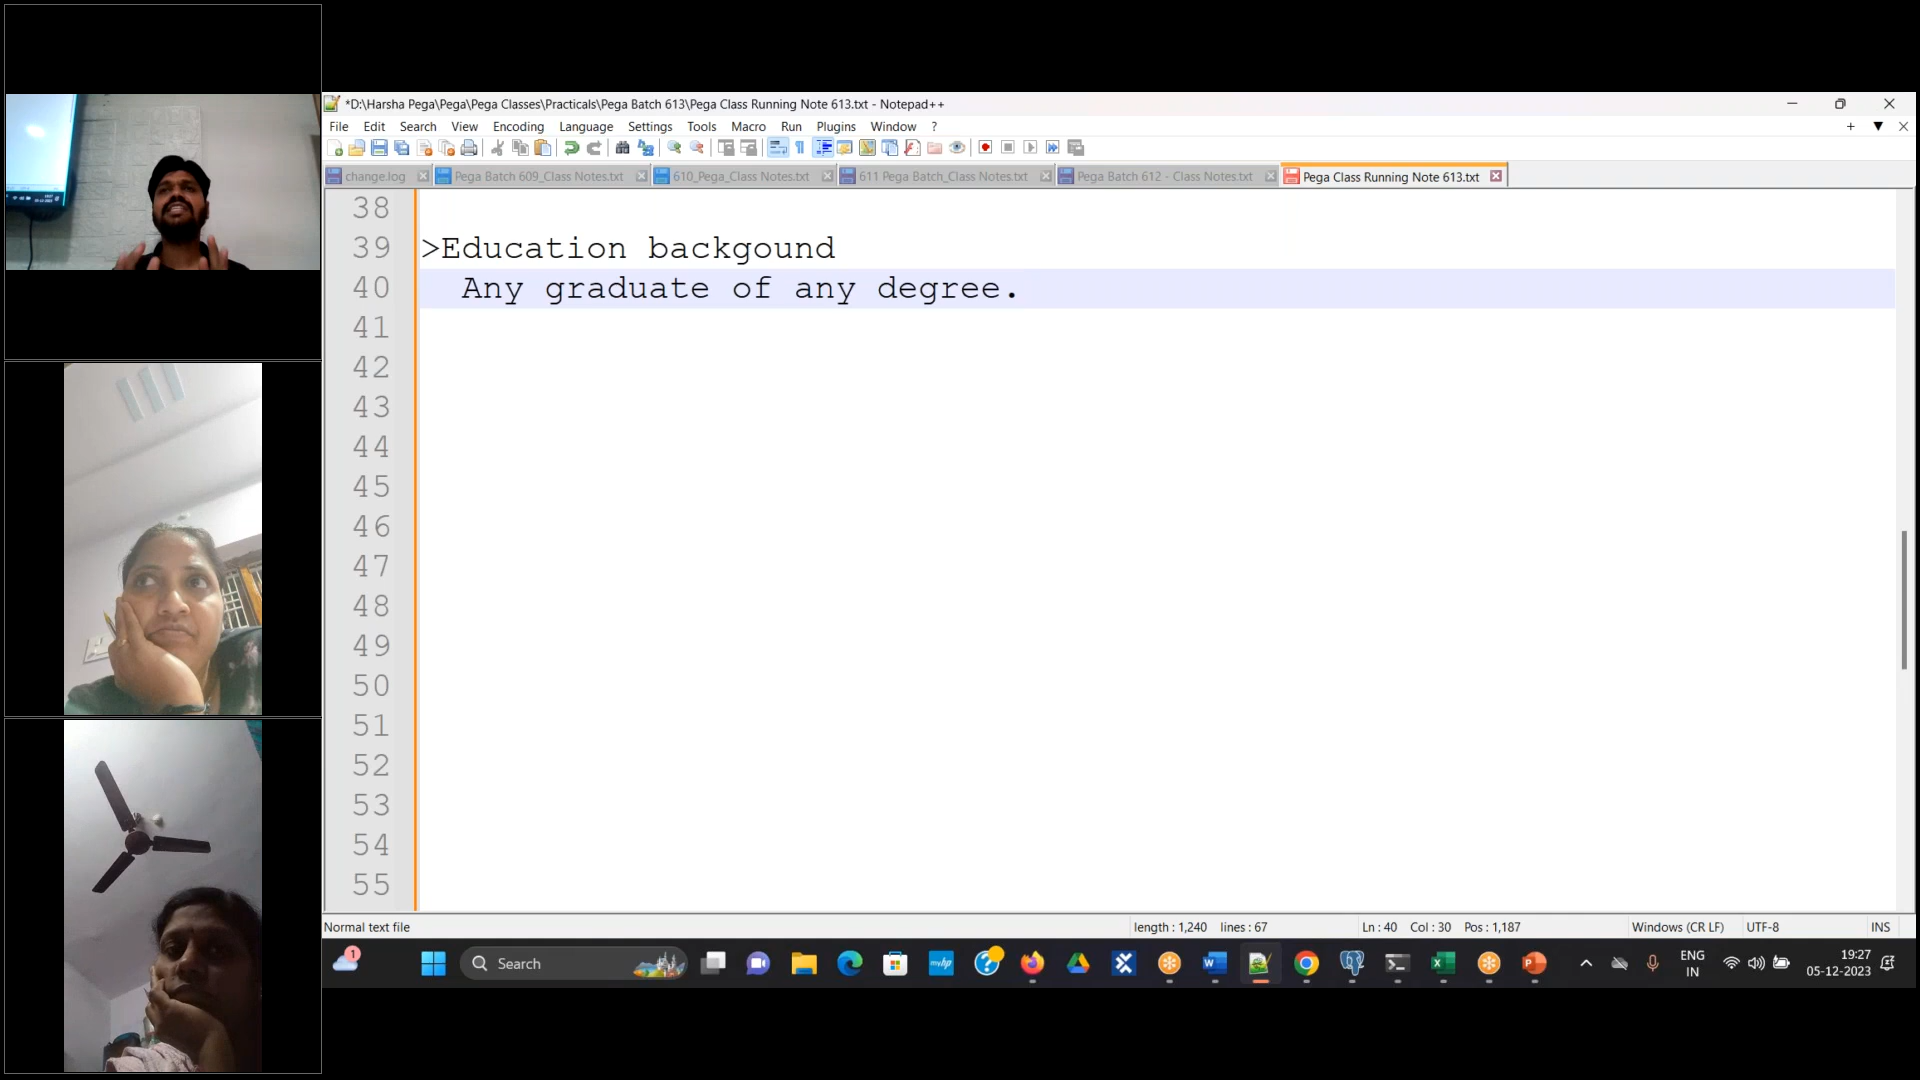 *D:\Harsha Pega\Pega\Pega Classes\Practicals\Pega Batch 613\Pega Class Running Note 613.txt - Notepad++
File Edit Search View Encoding Language Settings Tools Macro Run Plugins Window ?
change.log Pega Batch 609_Class Notes.txt 610_Pega_Class Notes.txt 611 Pega Batch_Class Notes.txt Pega Batch 612 - Class Notes.txt Pega Class Running Note 613.txt
38
39 >Education backgound
40 Any graduate of any degree.
41
42
43
44
45
46
47
48
49
50
51
52
53
54
55
Normal text file length : 1,240 lines : 67 Ln : 40 Col : 30 Pos : 1,187 Windows (CR LF) UTF-8 INS
1 Search myhp ENG 19:27
IN 05-12-2023